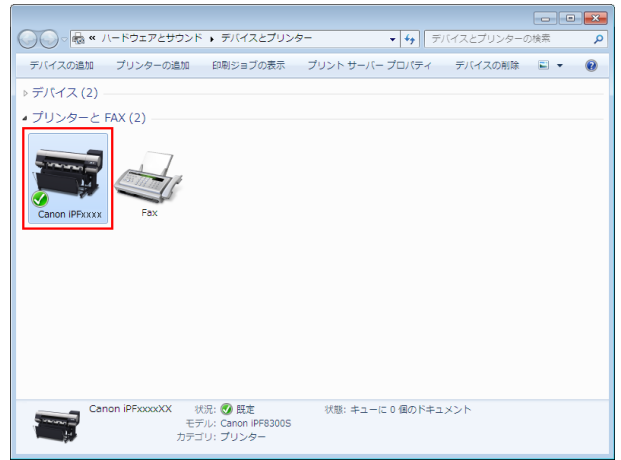 « ハードウェアとサウンド ▸ デバイスとプリンター デバイスとプリンターの検索
デバイスの追加 プリンターの追加 印刷ジョブの表示 プリント サーバー プロパティ デバイスの削除
デバイス (2)
プリンターと FAX (2)
Canon iPFxxxx Fax
Canon iPFxxxxXX 状況: 既定 状態: キューに 0 個のドキュメント
モデル: Canon iPF8300S
カテゴリ: プリンター